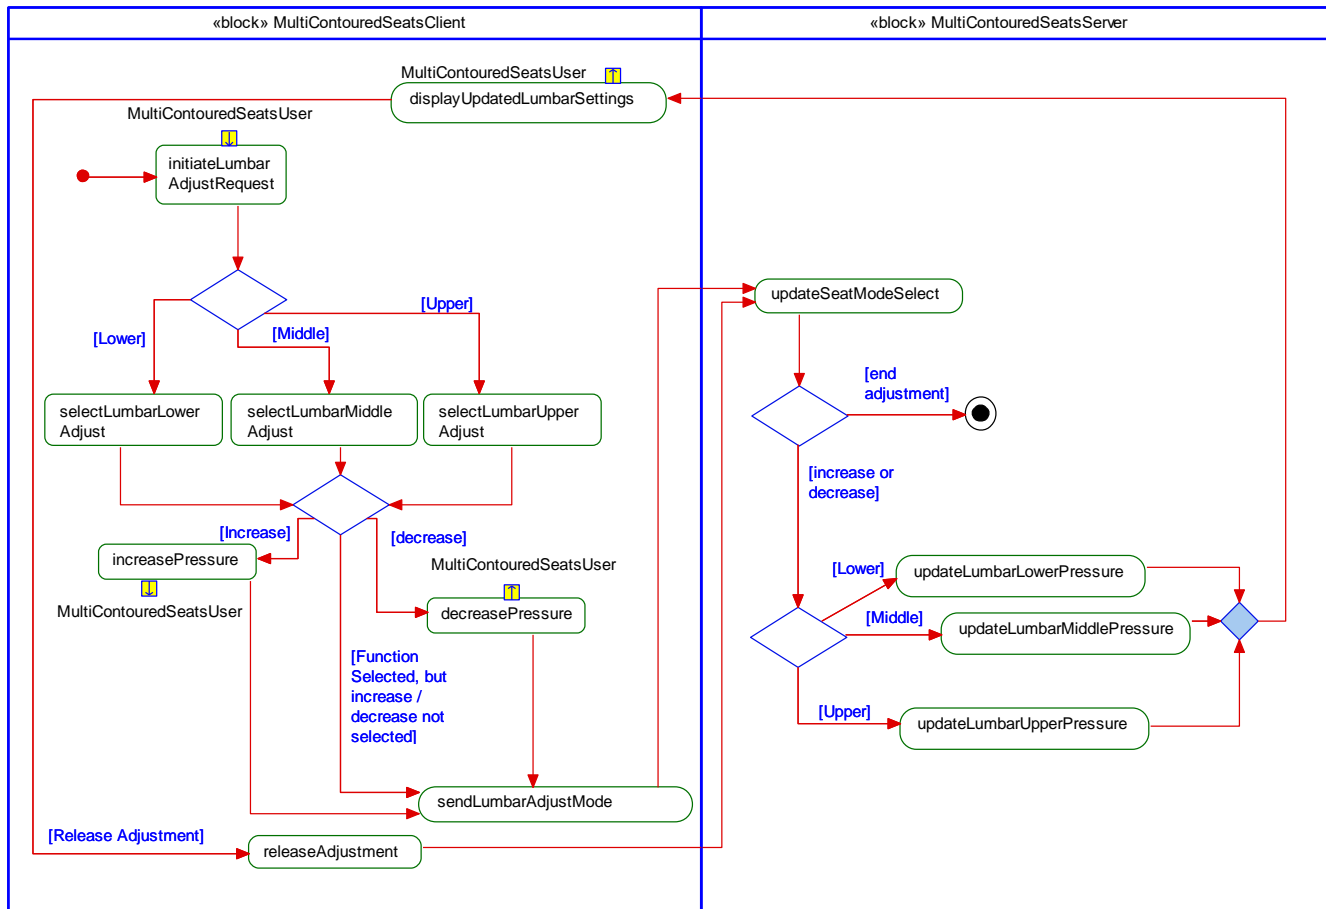 «block» MultiContouredSeatsClient
«block» MultiContouredSeatsServer
MultiContouredSeatsUser
displayUpdatedLumbarSettings
MultiContouredSeatsUser
initiateLumbar
AdjustRequest
[Upper]
[Lower]
[Middle]
selectLumbarLower
Adjust
selectLumbarMiddle
Adjust
selectLumbarUpper
Adjust
[Increase]
[decrease]
increasePressure
MultiContouredSeatsUser
MultiContouredSeatsUser
decreasePressure
[Function
Selected, but
increase /
decrease not
selected]
sendLumbarAdjustMode
[Release Adjustment]
releaseAdjustment
updateSeatModeSelect
[end
adjustment]
[increase or
decrease]
[Lower]
updateLumbarLowerPressure
[Middle]
updateLumbarMiddlePressure
[Upper]
updateLumbarUpperPressure